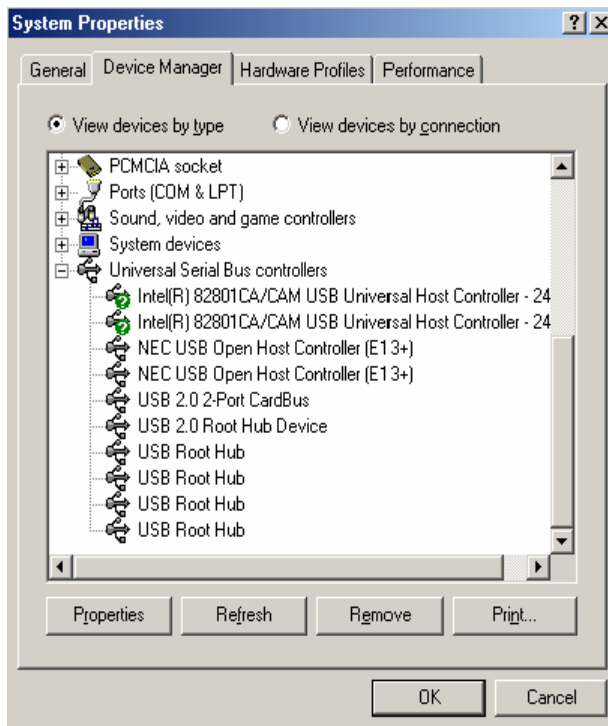 System Properties
General Device Manager Hardware Profiles Performance
View devices by type View devices by connection
PCMCIA socket
Ports (COM & LPT)
Sound, video and game controllers
System devices
Universal Serial Bus controllers
Intel(R) 82801CA/CAM USB Universal Host Controller - 24
Intel(R) 82801CA/CAM USB Universal Host Controller - 24
NEC USB Open Host Controller (E13+)
NEC USB Open Host Controller (E13+)
USB 2.0 2-Port CardBus
USB 2.0 Root Hub Device
USB Root Hub
USB Root Hub
USB Root Hub
USB Root Hub
Properties Refresh Remove Print...
OK Cancel